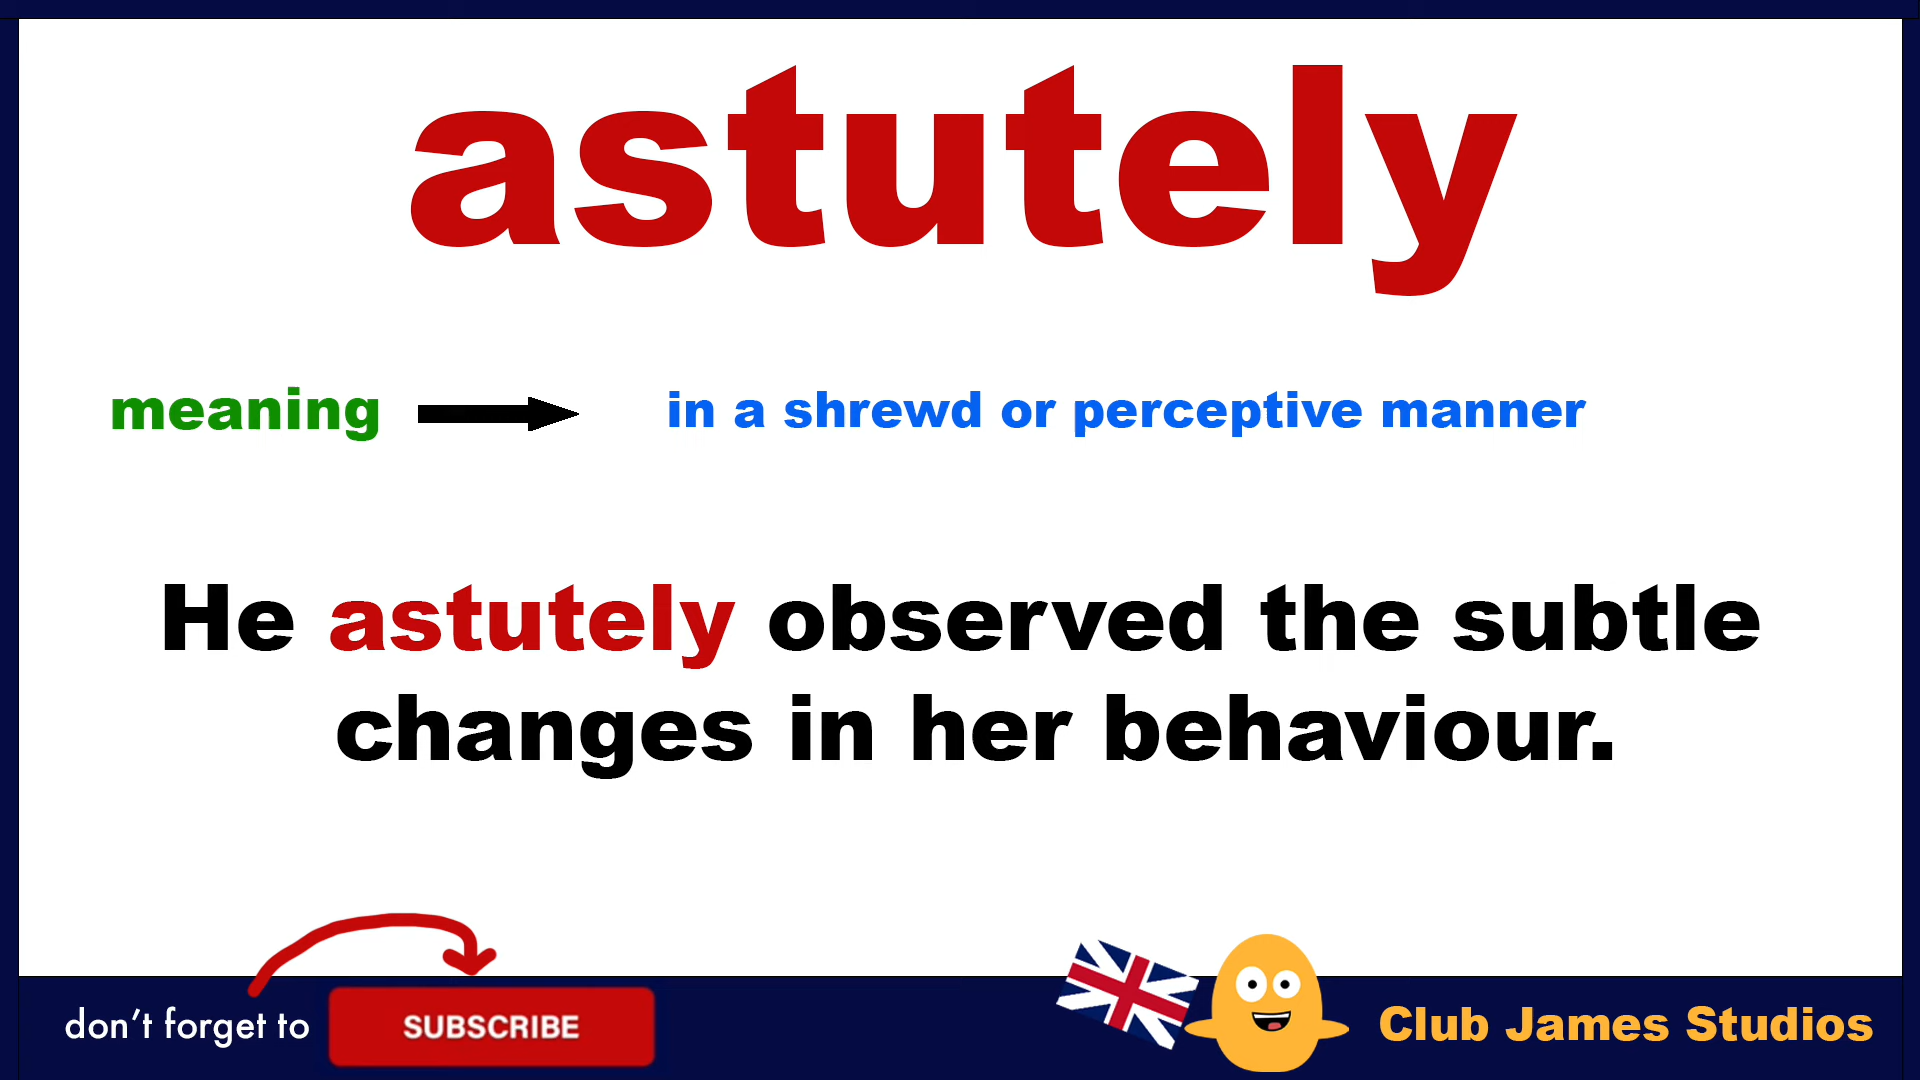 astutely
meaning
in a shrewd or perceptive manner
He astutely observed the subtle
changes in her behaviour.
don't forget to
SUBSCRIBE
Club James Studios